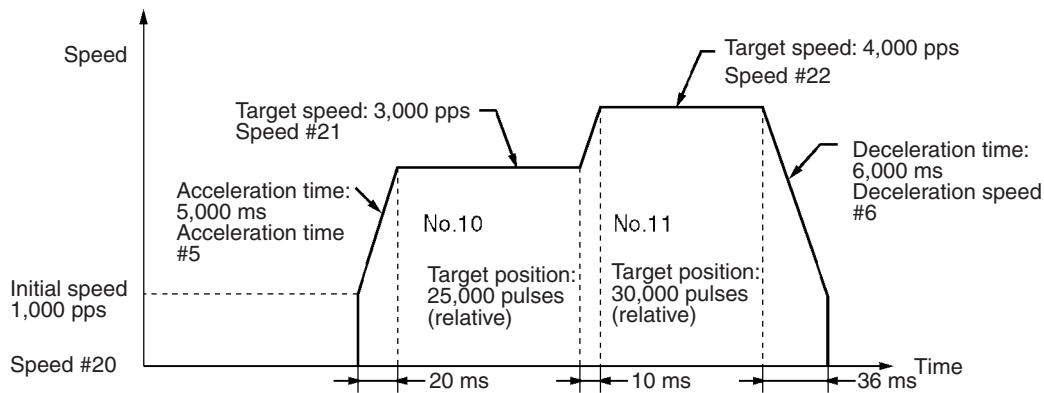 Speed
Target speed: 4,000 pps
Speed #22
Target speed: 3,000 pps
Speed #21
Deceleration time:
6,000 ms
Deceleration speed
#6
Acceleration time:
5,000 ms
Acceleration time
#5
No.10
No.11
Target position:
25,000 pulses
(relative)
Target position:
30,000 pulses
(relative)
Initial speed
1,000 pps
Speed #20
Time
20 ms
10 ms
36 ms